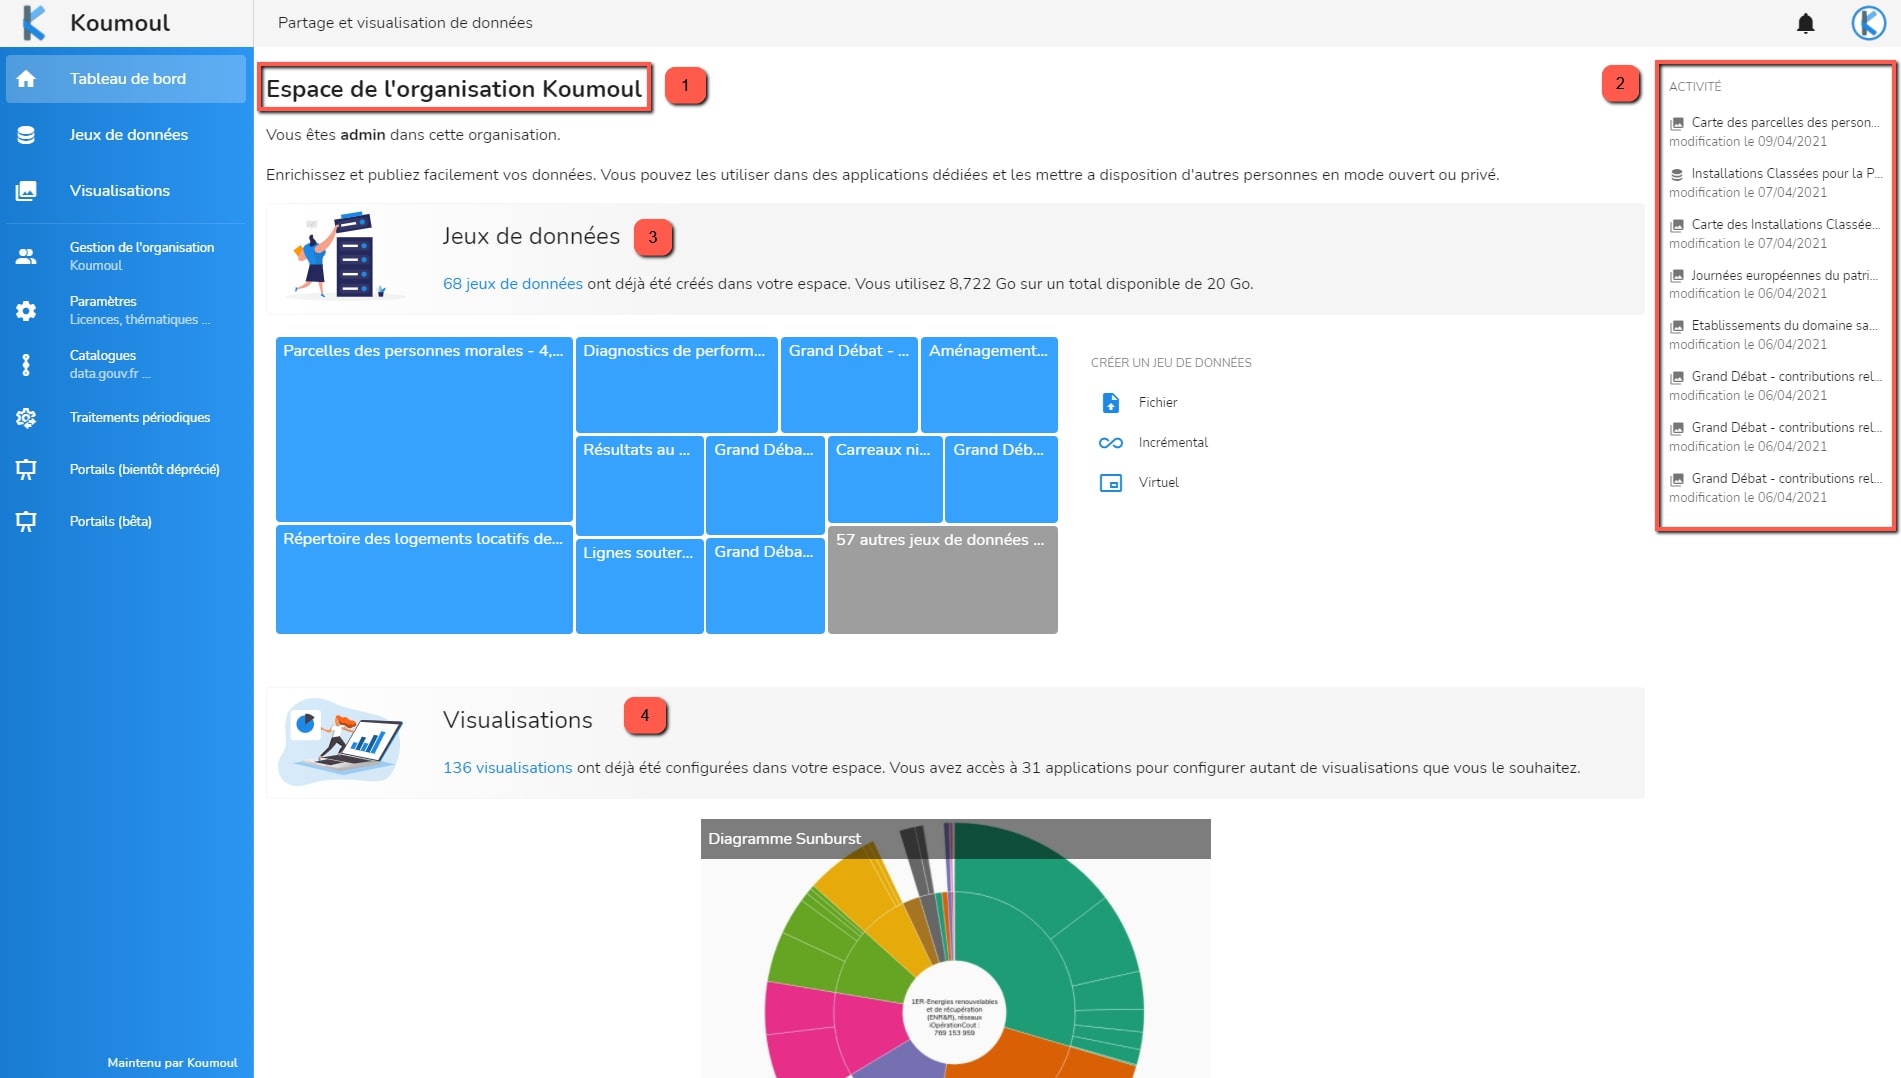 Koumoul
Partage et visualisation de données
Tableau de bord
Jeux de données
Visualisations
Gestion de l'organisation
Koumoul
Paramètres
Licences, thématiques ...
Catalogues
data.gouv.fr ...
Traitements périodiques
Portails (bientôt déprécié)
Portails (bêta)
Maintenu par Koumoul
Espace de l'organisation Koumoul
1
Vous êtes admin dans cette organisation.
Enrichissez et publiez facilement vos données. Vous pouvez les utiliser dans des applications dédiées et les mettre a disposition d'autres personnes en mode ouvert ou privé.
Jeux de données
3
68 jeux de données ont déjà été créés dans votre espace. Vous utilisez 8,722 Go sur un total disponible de 20 Go.
Parcelles des personnes morales - 4,...
Diagnostics de perform...
Grand Débat - ...
Aménagement...
Résultats au ...
Grand Déba...
Carreaux ni...
Grand Déb...
Répertoire des logements locatifs de...
Lignes souter...
Grand Déba...
57 autres jeux de données ...
CRÉER UN JEU DE DONNÉES
Fichier
Incrémental
Virtuel
Visualisations
4
136 visualisations ont déjà été configurées dans votre espace. Vous avez accès à 31 applications pour configurer autant de visualisations que vous le souhaitez.
Diagramme Sunburst
1ER-Energies renouvelables
et de récupération
(ENR&R), réseaux
iOpérationCout :
769 153 959
2
ACTIVITÉ
Carte des parcelles des person...
modification le 09/04/2021
Installations Classées pour la P...
modification le 07/04/2021
Carte des Installations Classée...
modification le 07/04/2021
Journées européennes du patri...
modification le 06/04/2021
Etablissements du domaine sa...
modification le 06/04/2021
Grand Débat - contributions rel...
modification le 06/04/2021
Grand Débat - contributions rel...
modification le 06/04/2021
Grand Débat - contributions rel...
modification le 06/04/2021